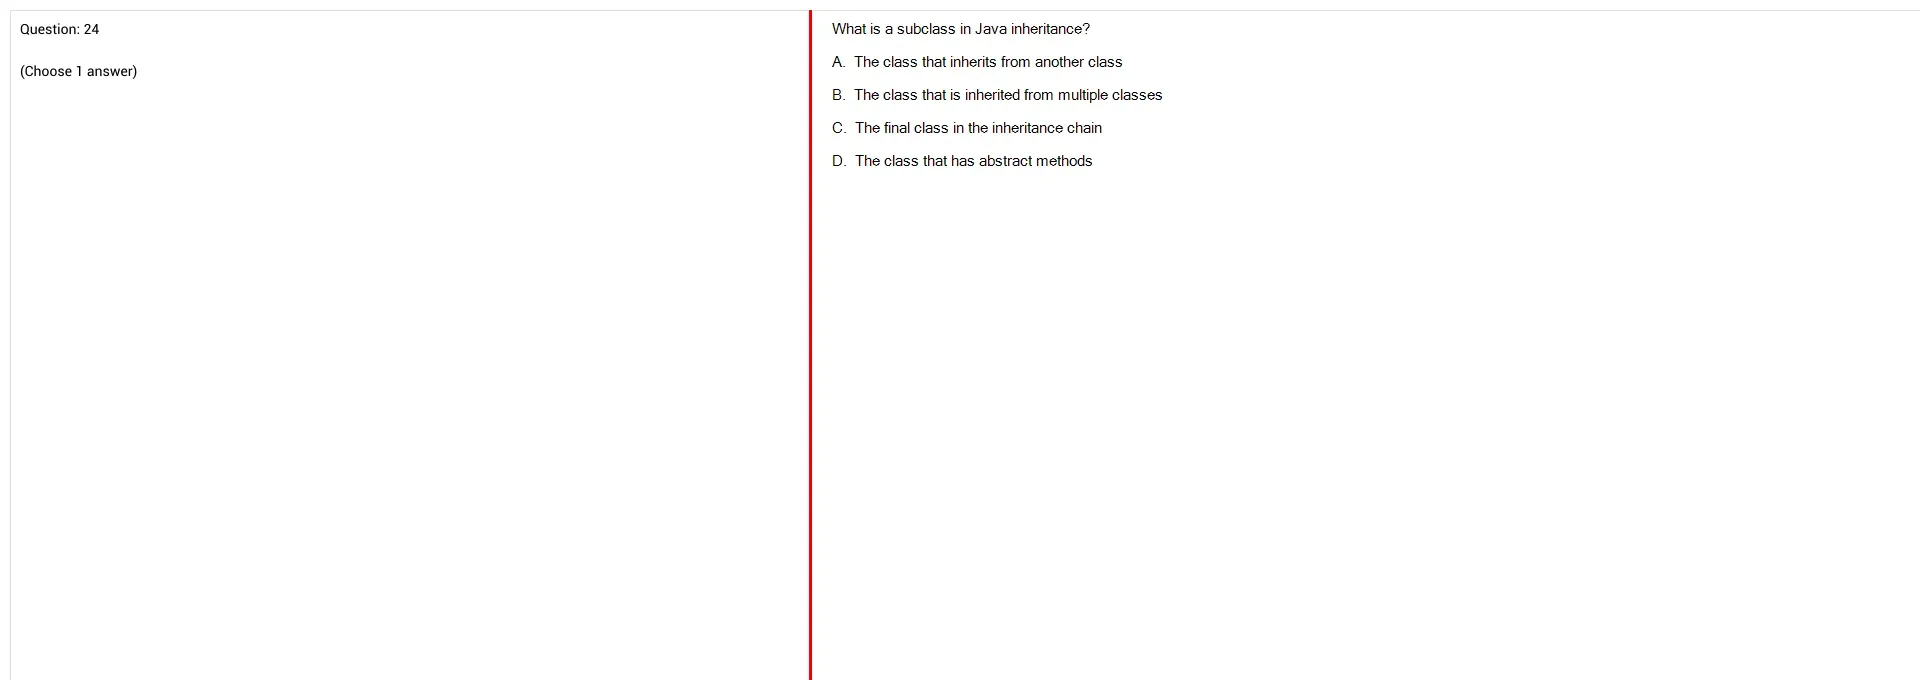 Question: 24
(Choose 1 answer)
What is a subclass in Java inheritance?
A. The class that inherits from another class
B. The class that is inherited from multiple classes
C. The final class in the inheritance chain
D. The class that has abstract methods